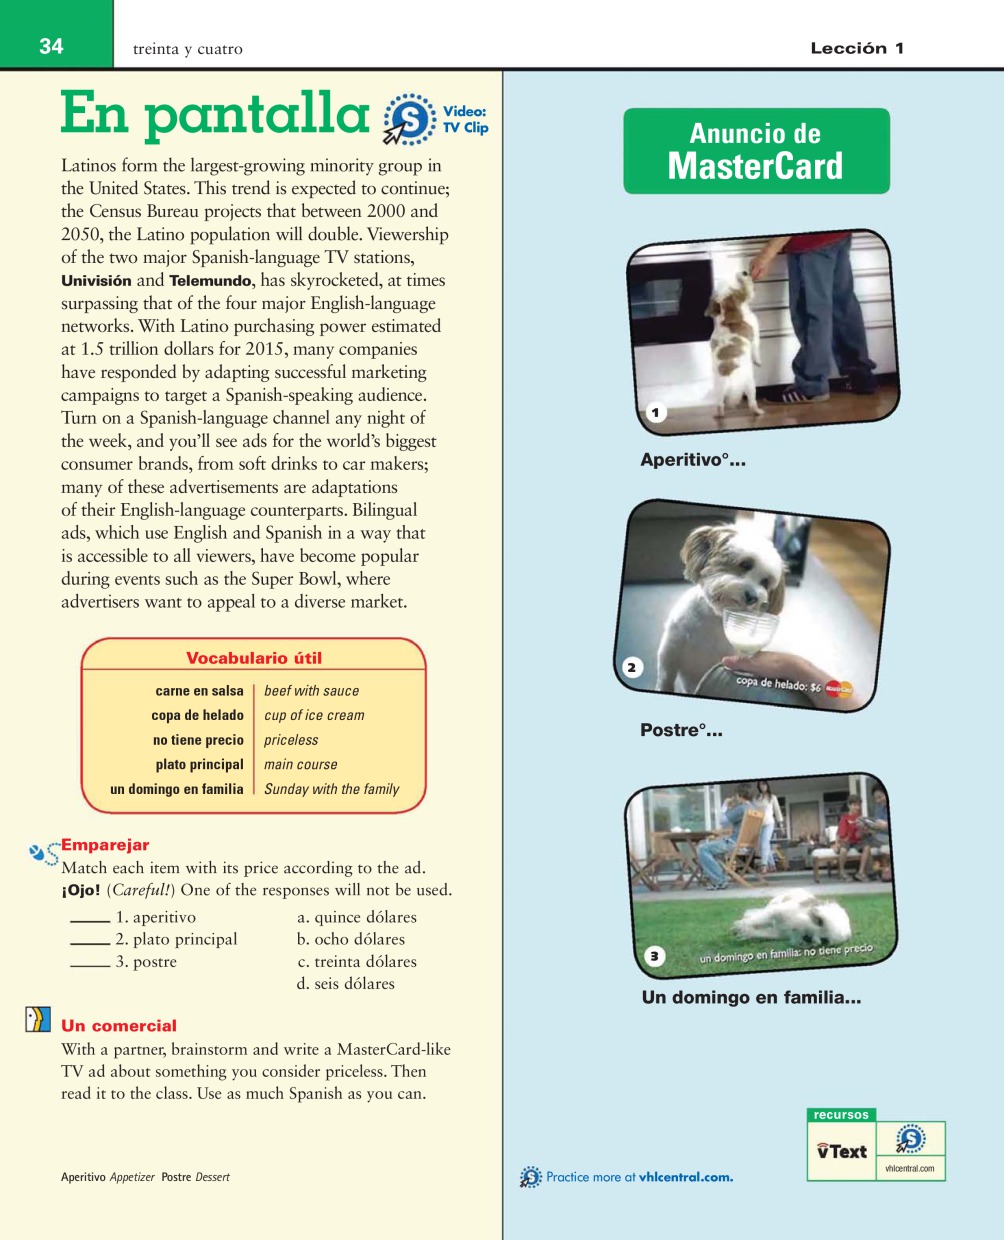 34
treinta y cuatro
Lección 1
En pantalla
S
Video:
TV Clip
Latinos form the largest-growing minority group in
the United States. This trend is expected to continue;
the Census Bureau projects that between 2000 and
2050, the Latino population will double. Viewership
of the two major Spanish-language TV stations,
Univisión and Telemundo, has skyrocketed, at times
surpassing that of the four major English-language
networks. With Latino purchasing power estimated
at 1.5 trillion dollars for 2015, many companies
have responded by adapting successful marketing
campaigns to target a Spanish-speaking audience.
Turn on a Spanish-language channel any night of
the week, and you'll see ads for the world's biggest
consumer brands, from soft drinks to car makers;
many of these advertisements are adaptations
of their English-language counterparts. Bilingual
ads, which use English and Spanish in a way that
is accessible to all viewers, have become popular
during events such as the Super Bowl, where
advertisers want to appeal to a diverse market.
Vocabulario útil
carne en salsa beef with sauce
copa de helado cup of ice cream
no tiene precio priceless
plato principal main course
un domingo en familia Sunday with the family
Emparejar
Match each item with its price according to the ad.
¡Ojo! (Careful!) One of the responses will not be used.
_____ 1. aperitivo a. quince dólares
_____ 2. plato principal b. ocho dólares
_____ 3. postre c. treinta dólares
d. seis dólares
Un comercial
With a partner, brainstorm and write a MasterCard-like
TV ad about something you consider priceless. Then
read it to the class. Use as much Spanish as you can.
Aperitivo Appetizer Postre Dessert
Anuncio de
MasterCard
1
Aperitivo°...
2
copa de helado: $6 MasterCard
Postre°...
3
un domingo en familia: no tiene precio
Un domingo en familia...
recursos
vText
S
vhlcentral.com
S
Practice more at vhlcentral.com.